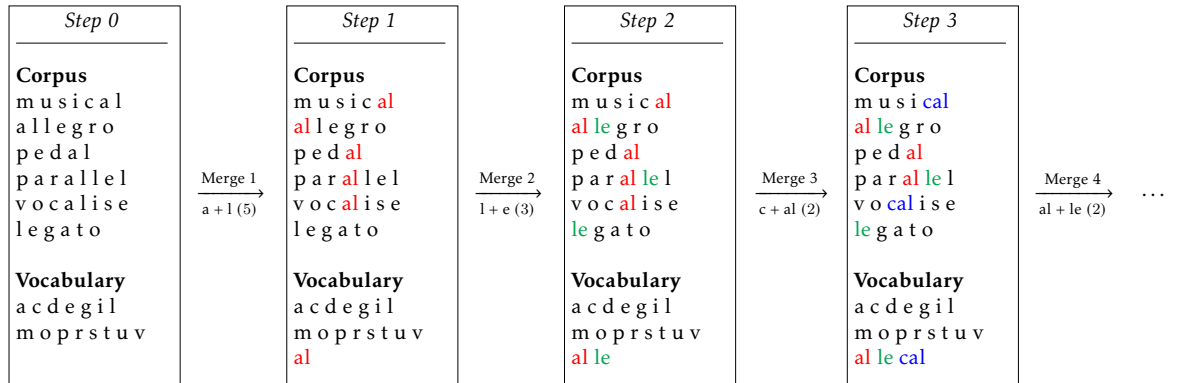 Step 0
Corpus
m u s i c a l
a l l e g r o
p e d a l
p a r a l l e l
v o c a l i s e
l e g a t o
Vocabulary
a c d e g i l
m o p r s t u v
Merge 1
a + l (5)
Step 1
Corpus
m u s i c al
al l e g r o
p e d al
p a r al l e l
v o c al i s e
l e g a t o
Vocabulary
a c d e g i l
m o p r s t u v
al
Merge 2
l + e (3)
Step 2
Corpus
m u s i c al
al le g r o
p e d al
p a r al le l
v o c al i s e
le g a t o
Vocabulary
a c d e g i l
m o p r s t u v
al le
Merge 3
c + al (2)
Step 3
Corpus
m u s i cal
al le g r o
p e d al
p a r al le l
v o cal i s e
le g a t o
Vocabulary
a c d e g i l
m o p r s t u v
al le cal
Merge 4
al + le (2)
...